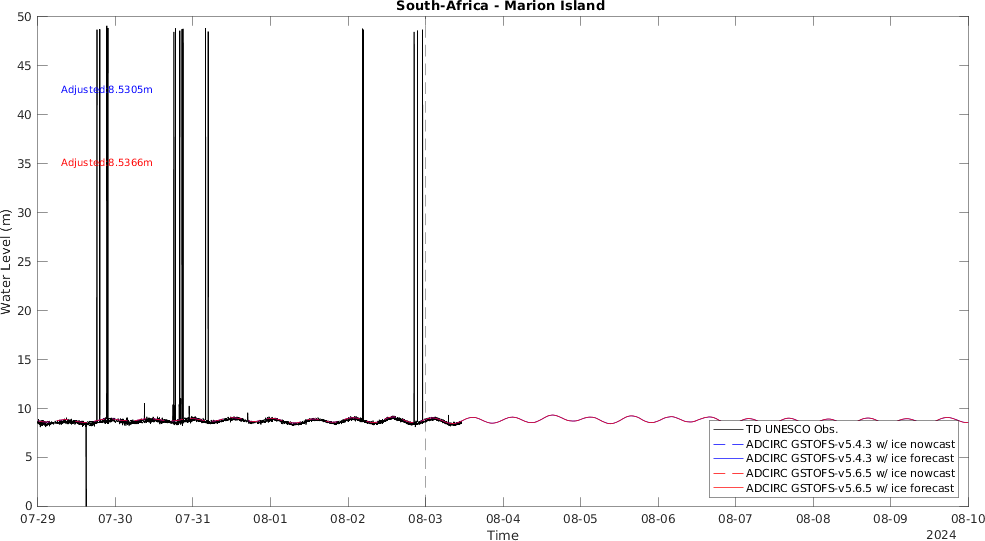 South-Africa - Marion Island
50
45
40
35
30
25
20
15
10
5
0
Water Level (m)
Adjusted 8.5305m
Adjusted 8.5366m
TD UNESCO Obs.
ADCIRC GSTOFS-v5.4.3 w/ ice nowcast
ADCIRC GSTOFS-v5.4.3 w/ ice forecast
ADCIRC GSTOFS-v5.6.5 w/ ice nowcast
ADCIRC GSTOFS-v5.6.5 w/ ice forecast
07-29 07-30 07-31 08-01 08-02 08-03 08-04 08-05 08-06 08-07 08-08 08-09 08-10
Time
2024